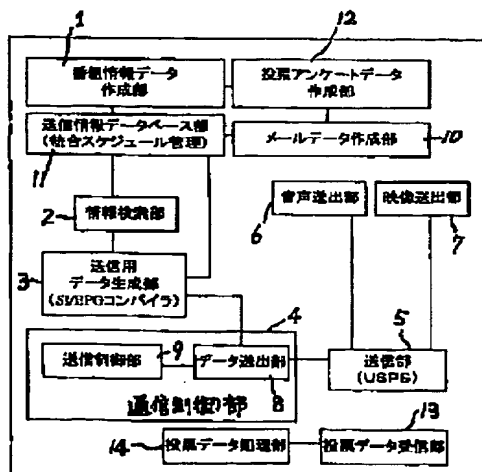 1
12
番組情報データ
作成部
投票アンケートデータ
作成部
送信情報データベース部
(統合スケジュール管理)
メールデータ作成部
10
11
2
情報検索部
音声送出部
映像送出部
6
7
3
送信用
データ生成部
(SI/EPGコンパイラ)
4
送信制御部
9
データ送出部
8
5
送信部
(USPG)
通信制御部
13
14
投票データ処理部
投票データ受信部